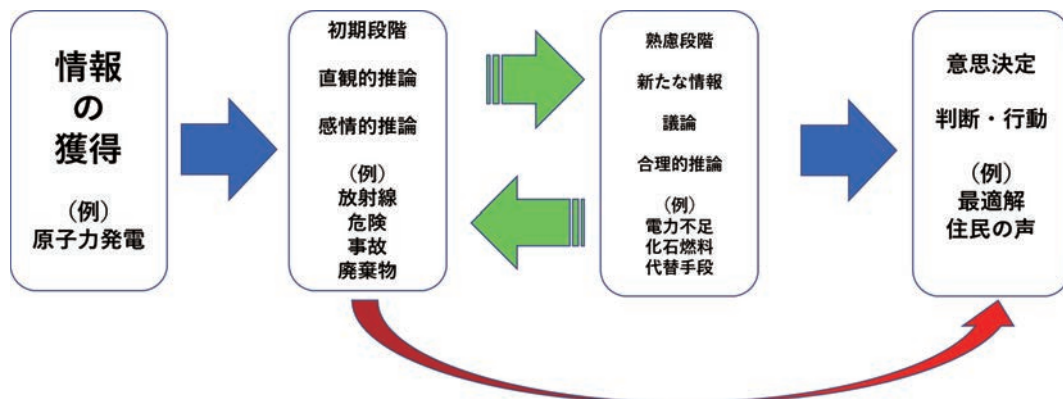 情報
の
獲得
(例)
原子力発電
初期段階
直観的推論
感情的推論
(例)
放射線
危険
事故
廃棄物
熟慮段階
新たな情報
議論
合理的推論
(例)
電力不足
化石燃料
代替手段
意思決定
判断・行動
(例)
最適解
住民の声